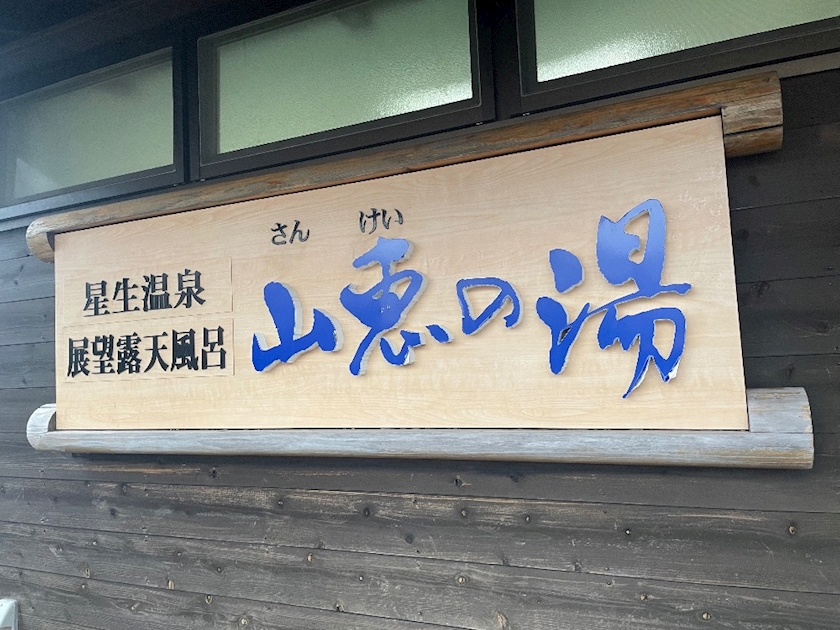 星生温泉
展望露天風呂
さん けい
山恵の湯